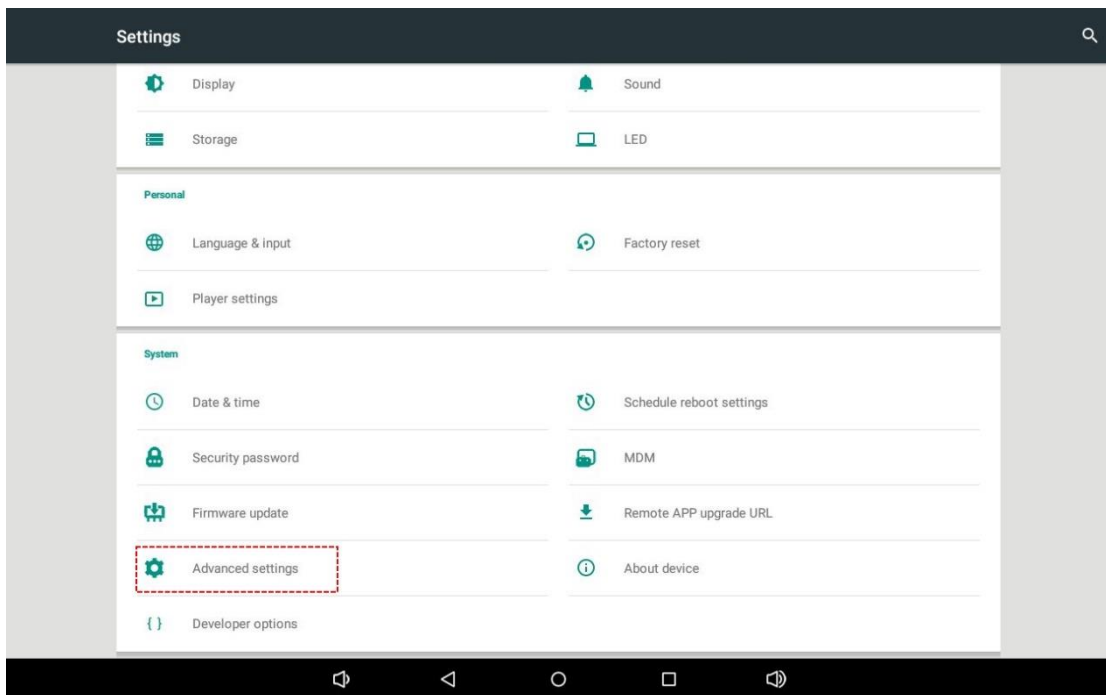 Settings
Display
Sound
Storage
LED
Personal
Language & input
Factory reset
Player settings
System
Date & time
Schedule reboot settings
Security password
MDM
Firmware update
Remote APP upgrade URL
Advanced settings
About device
{ } Developer options